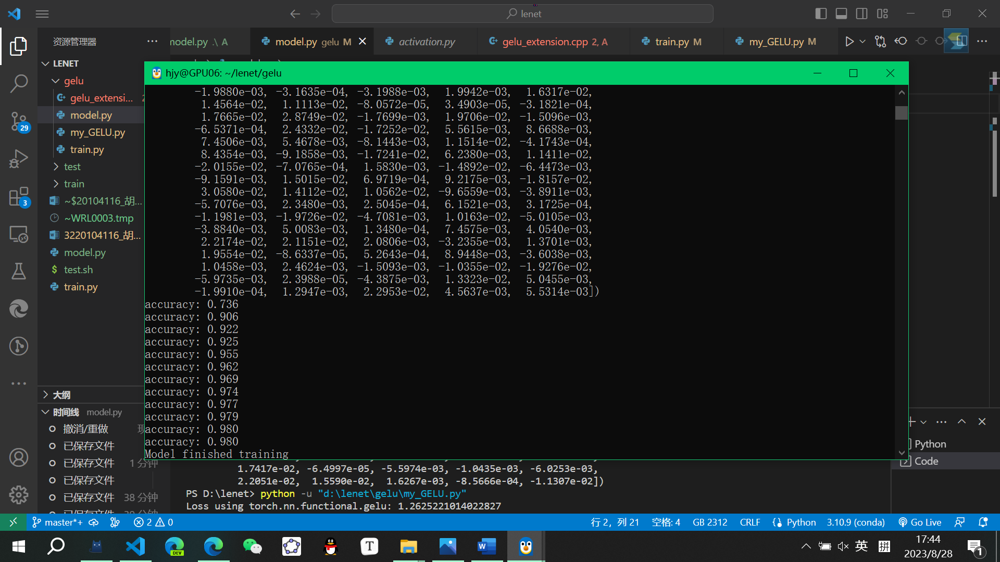 lenet
资源管理器
model.py .\ A
model.py gelu M
activation.py
gelu_extension.cpp 2, A
train.py M
my_GELU.py M
LENET
gelu
gelu_extensi... 2
model.py
my_GELU.py
train.py
test
train
~$20104116_胡...
~WRL0003.tmp
3220104116_胡...
model.py
test.sh
train.py
29
3
大纲
时间线 model.py
撤消/重做 现
已保存文件
已保存文件 1 分钟
已保存文件
已保存文件 38 分钟
hjy@GPU06: ~/lenet/gelu
-1.9880e-03, -3.1635e-04, -3.1988e-03, 1.9942e-03, 1.6317e-02,
1.4564e-02, 1.1113e-02, -8.0572e-05, 3.4903e-05, -3.1821e-04,
1.7665e-02, 2.8749e-02, -1.7699e-03, 1.9706e-02, -1.5096e-03,
-6.5371e-04, 2.4332e-02, -1.7252e-02, 5.5615e-03, 8.6688e-03,
7.4506e-03, 5.4678e-03, -8.1443e-03, 1.1514e-02, -4.1743e-04,
8.4354e-03, -9.1858e-03, -1.7241e-02, 6.2380e-03, 1.1411e-02,
-2.0155e-02, -7.0765e-04, 1.5830e-03, -1.4892e-02, -6.4473e-03,
-9.1591e-03, 1.5015e-02, 6.9719e-04, 9.2175e-03, -1.8157e-02,
3.0580e-02, 1.4112e-02, 1.0562e-02, -9.6559e-03, -3.8911e-03,
-5.7076e-03, 2.3480e-03, 2.5045e-04, 6.1521e-03, 3.1725e-04,
-1.1981e-03, -1.9726e-02, -4.7081e-03, 1.0163e-02, -5.0105e-03,
-3.8840e-03, 5.0083e-03, 1.3480e-04, 7.4575e-03, 4.0540e-03,
2.2174e-02, 2.1151e-02, 2.0806e-03, -3.2355e-03, 1.3701e-03,
1.9554e-02, -8.6337e-05, 5.2643e-04, 8.9448e-03, -3.6038e-03,
1.0458e-03, 2.4624e-03, -1.5093e-03, -1.0355e-02, -1.9276e-02,
-5.9735e-03, 2.3988e-05, -4.3875e-03, 1.3323e-02, 5.0455e-03,
-1.9910e-04, 1.2947e-03, 2.2953e-02, 4.5637e-03, 5.5314e-03])
accuracy: 0.736
accuracy: 0.906
accuracy: 0.922
accuracy: 0.925
accuracy: 0.955
accuracy: 0.962
accuracy: 0.969
accuracy: 0.974
accuracy: 0.977
accuracy: 0.979
accuracy: 0.980
accuracy: 0.980
Model finished training
1.7417e-02, -6.4997e-05, -5.5974e-03, -1.0435e-03, -6.0253e-03,
2.2051e-02, 1.5590e-02, 1.6267e-03, -8.5666e-04, -1.1307e-02])
PS D:\lenet> python -u "d:\lenet\gelu\my_GELU.py"
Loss using torch.nn.functional.gelu: 1.2625221014022827
Python
Code
master*+ 2 0
行 2，列 21 空格: 4 GB 2312 CRLF Python 3.10.9 (conda) Go Live
DEV
T
W
英 拼
17:44
2023/8/28
1